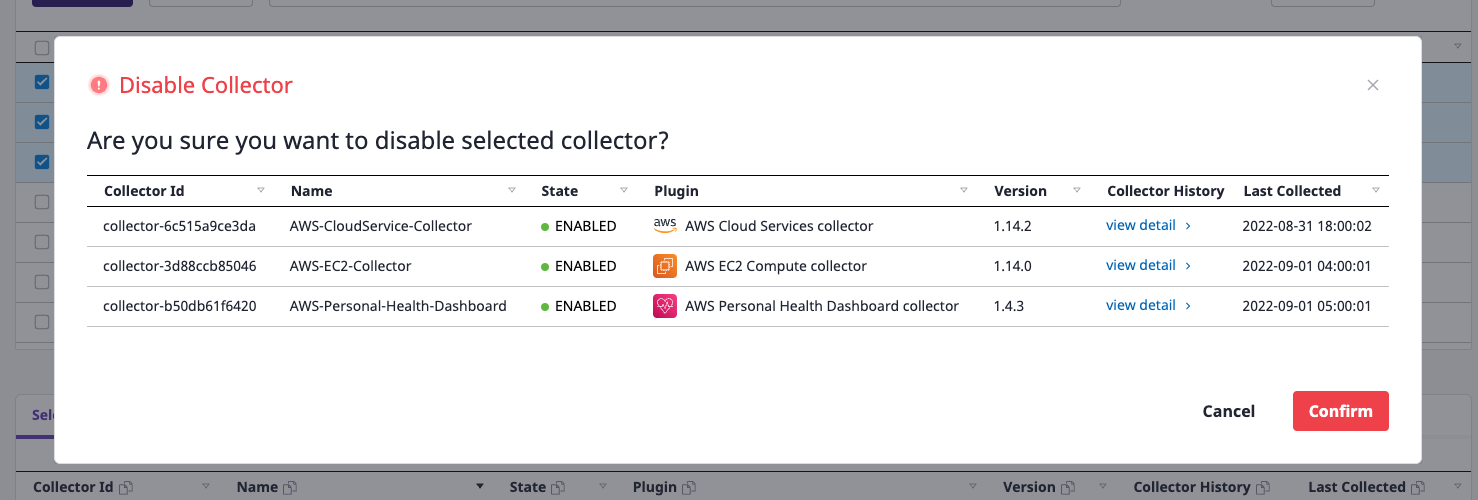 Disable Collector
Are you sure you want to disable selected collector?
Collector Id Name State Plugin Version Collector History Last Collected
collector-6c515a9ce3da AWS-CloudService-Collector ENABLED aws AWS Cloud Services collector 1.14.2 view detail 2022-08-31 18:00:02
collector-3d88ccb85046 AWS-EC2-Collector ENABLED AWS EC2 Compute collector 1.14.0 view detail 2022-09-01 04:00:01
collector-b50db61f6420 AWS-Personal-Health-Dashboard ENABLED AWS Personal Health Dashboard collector 1.4.3 view detail 2022-09-01 05:00:01
Cancel Confirm
Collector Id Name State Plugin Version Collector History Last Collected